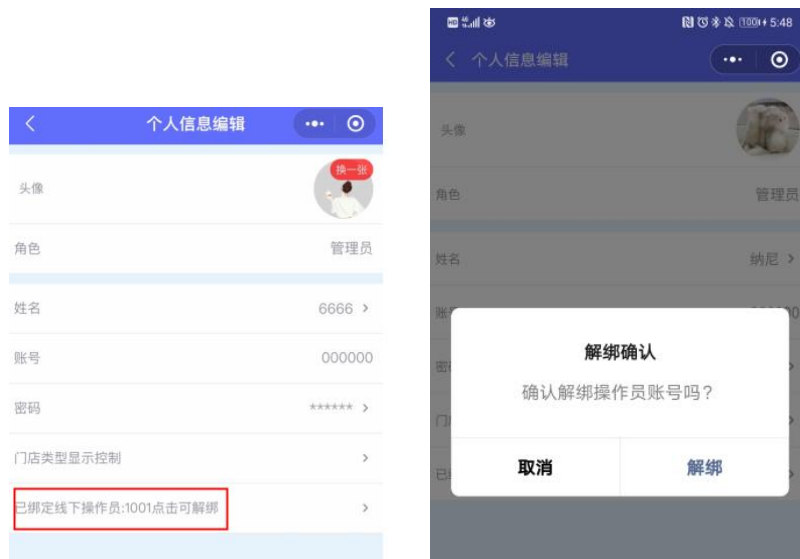 个人信息编辑
头像
换一张
角色
管理员
姓名
6666
账号
000000
密码
******
门店类型显示控制
已绑定线下操作员:1001点击可解绑
HD 4G
100 5:48
个人信息编辑
头像
角色
管理员
姓名
纳尼
解绑确认
确认解绑操作员账号吗?
取消
解绑